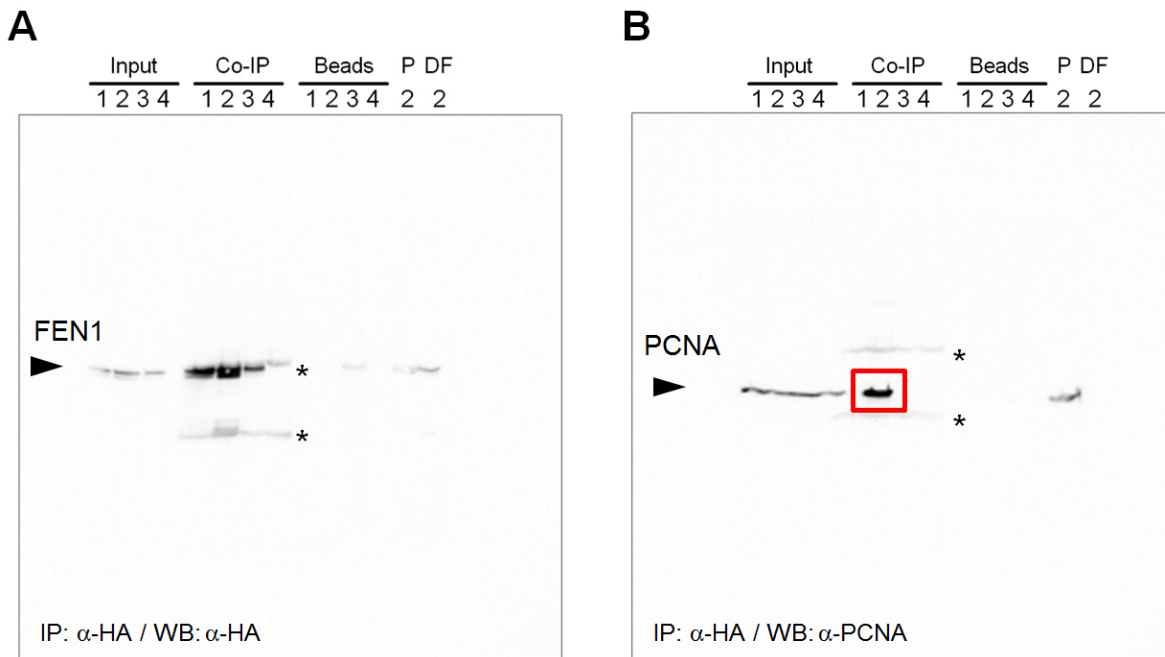 A
Input Co-IP Beads P DF
1 2 3 4 1 2 3 4 1 2 3 4 2 2
FEN1
*
*
IP: α-HA / WB: α-HA
B
Input Co-IP Beads P DF
1 2 3 4 1 2 3 4 1 2 3 4 2 2
PCNA
*
*
IP: α-HA / WB: α-PCNA